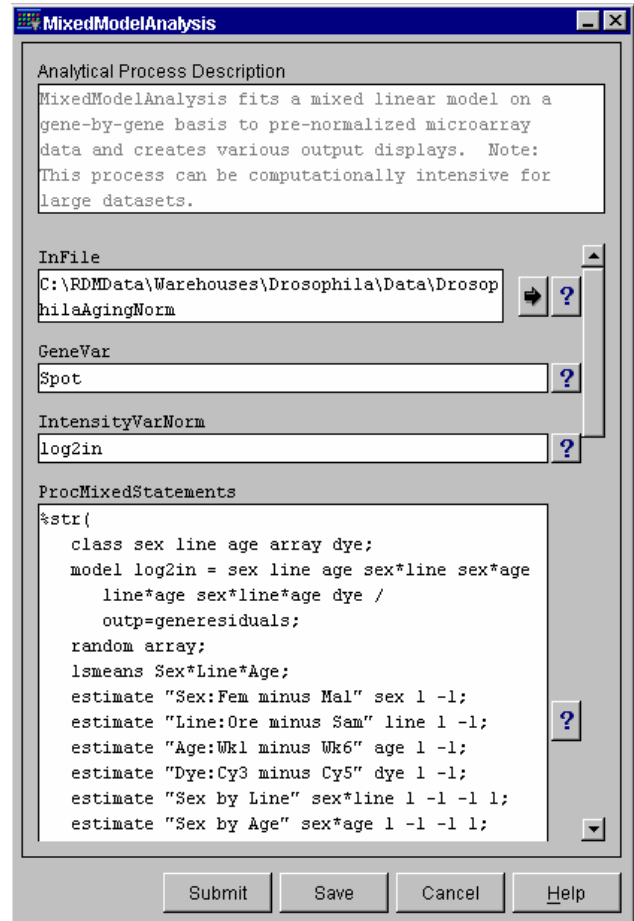 MixedModelAnalysis
Analytical Process Description
MixedModelAnalysis fits a mixed linear model on a
gene-by-gene basis to pre-normalized microarray
data and creates various output displays. Note:
This process can be computationally intensive for
large datasets.
InFile
C:\RDMData\Warehouses\Drosophila\Data\Drosop
hilaAgingNorm
?
GeneVar
Spot
?
IntensityVarNorm
log2in
?
ProcMixedStatements
%str(
class sex line age array dye;
model log2in = sex line age sex*line sex*age
line*age sex*line*age dye /
outp=generesiduals;
random array;
lsmeans Sex*Line*Age;
estimate "Sex:Fem minus Mal" sex 1 -1;
estimate "Line:Ore minus Sam" line 1 -1;
estimate "Age:Wk1 minus Wk6" age 1 -1;
estimate "Dye:Cy3 minus Cy5" dye 1 -1;
estimate "Sex by Line" sex*line 1 -1 -1 1;
estimate "Sex by Age" sex*age 1 -1 -1 1;
?
Submit Save Cancel Help